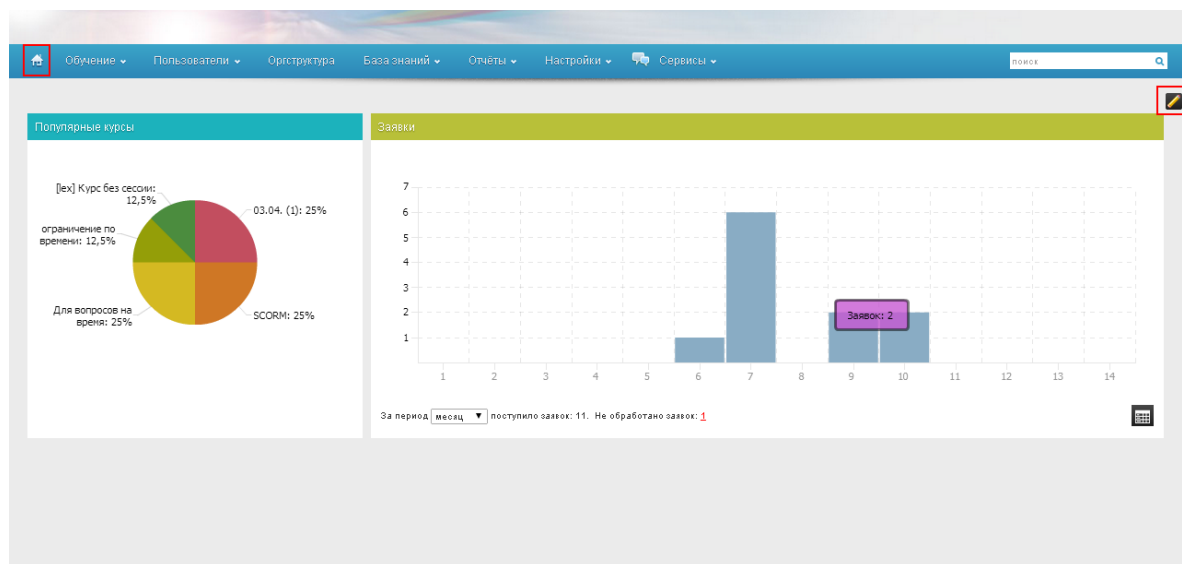 Обучение Пользователи Оргструктура База знаний Отчёты Настройки Сервисы поиск
Популярные курсы
[lex] Курс без сессии:
12,5%
03.04. (1): 25%
ограничение по
времени: 12,5%
Для вопросов на
время: 25%
SCORM: 25%
Заявки
7
6
5
4
3
2
1
Заявок: 2
1 2 3 4 5 6 7 8 9 10 11 12 13 14
За период месяц поступило заявок: 11. Не обработано заявок: 1